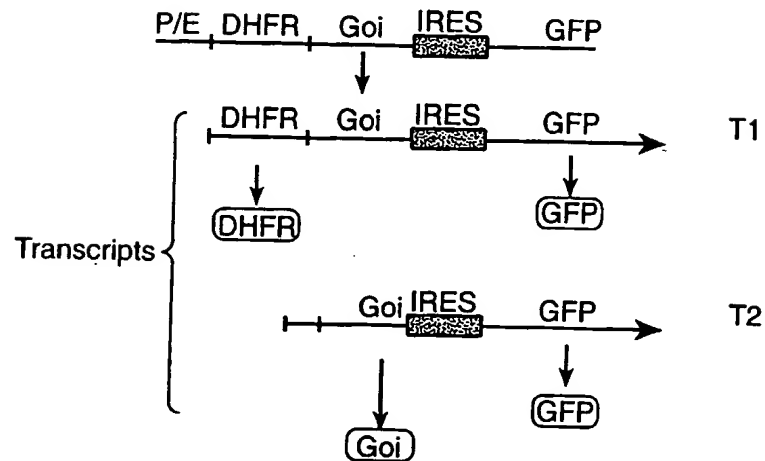 P/E DHFR Goi IRES GFP
DHFR Goi IRES GFP T1
DHFR GFP
Transcripts
Goi IRES GFP T2
GFP
Goi